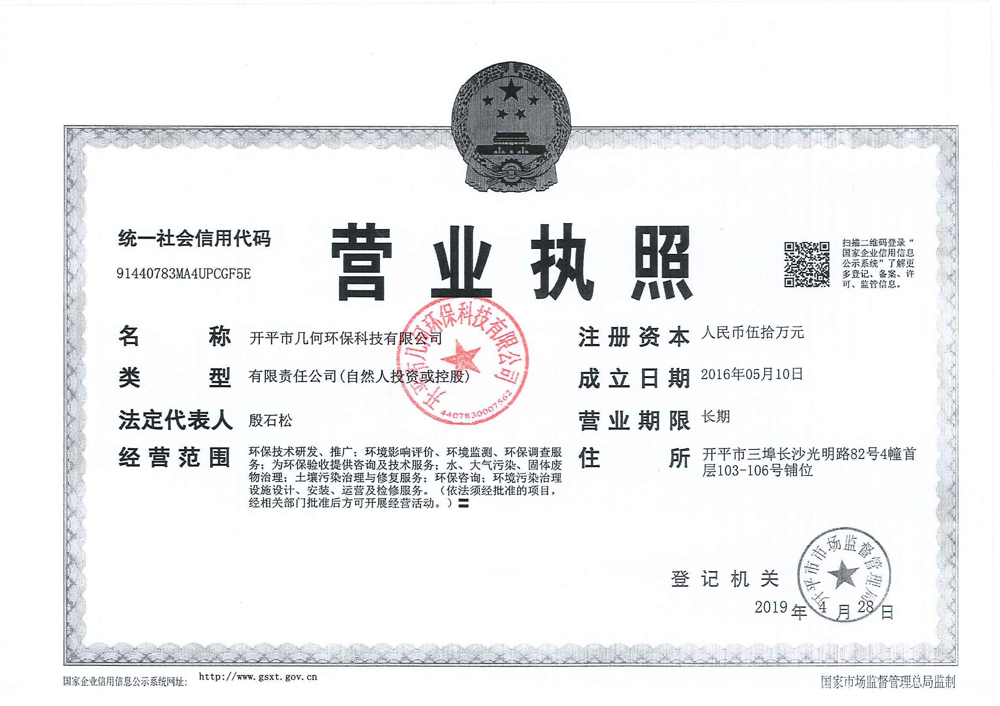 统一社会信用代码
91440783MA4UPCGF5E
营业执照
扫描二维码登录“
国家企业信用信息
公示系统”了解更
多登记、备案、许
可、监管信息。
名称 开平市几何环保科技有限公司
类型 有限责任公司(自然人投资或控股)
法定代表人 殷石松
经营范围 环保技术研发、推广；环境影响评价、环境监测、环保调查服
务；为环保验收提供咨询及技术服务；水、大气污染、固体废
物治理；土壤污染治理与修复服务；环保咨询；环境污染治理
设施设计、安装、运营及检修服务。（依法须经批准的项目，
经相关部门批准后方可开展经营活动。）〓
注册资本 人民币伍拾万元
成立日期 2016年05月10日
营业期限 长期
住所 开平市三埠长沙光明路82号4幢首
层103-106号铺位
开平市几何环保科技有限公司
4407830007562
登记机关
开平市市场监督管理局
2019年4月28日
国家企业信用信息公示系统网址: http://www.gsxt.gov.cn
国家市场监督管理总局监制